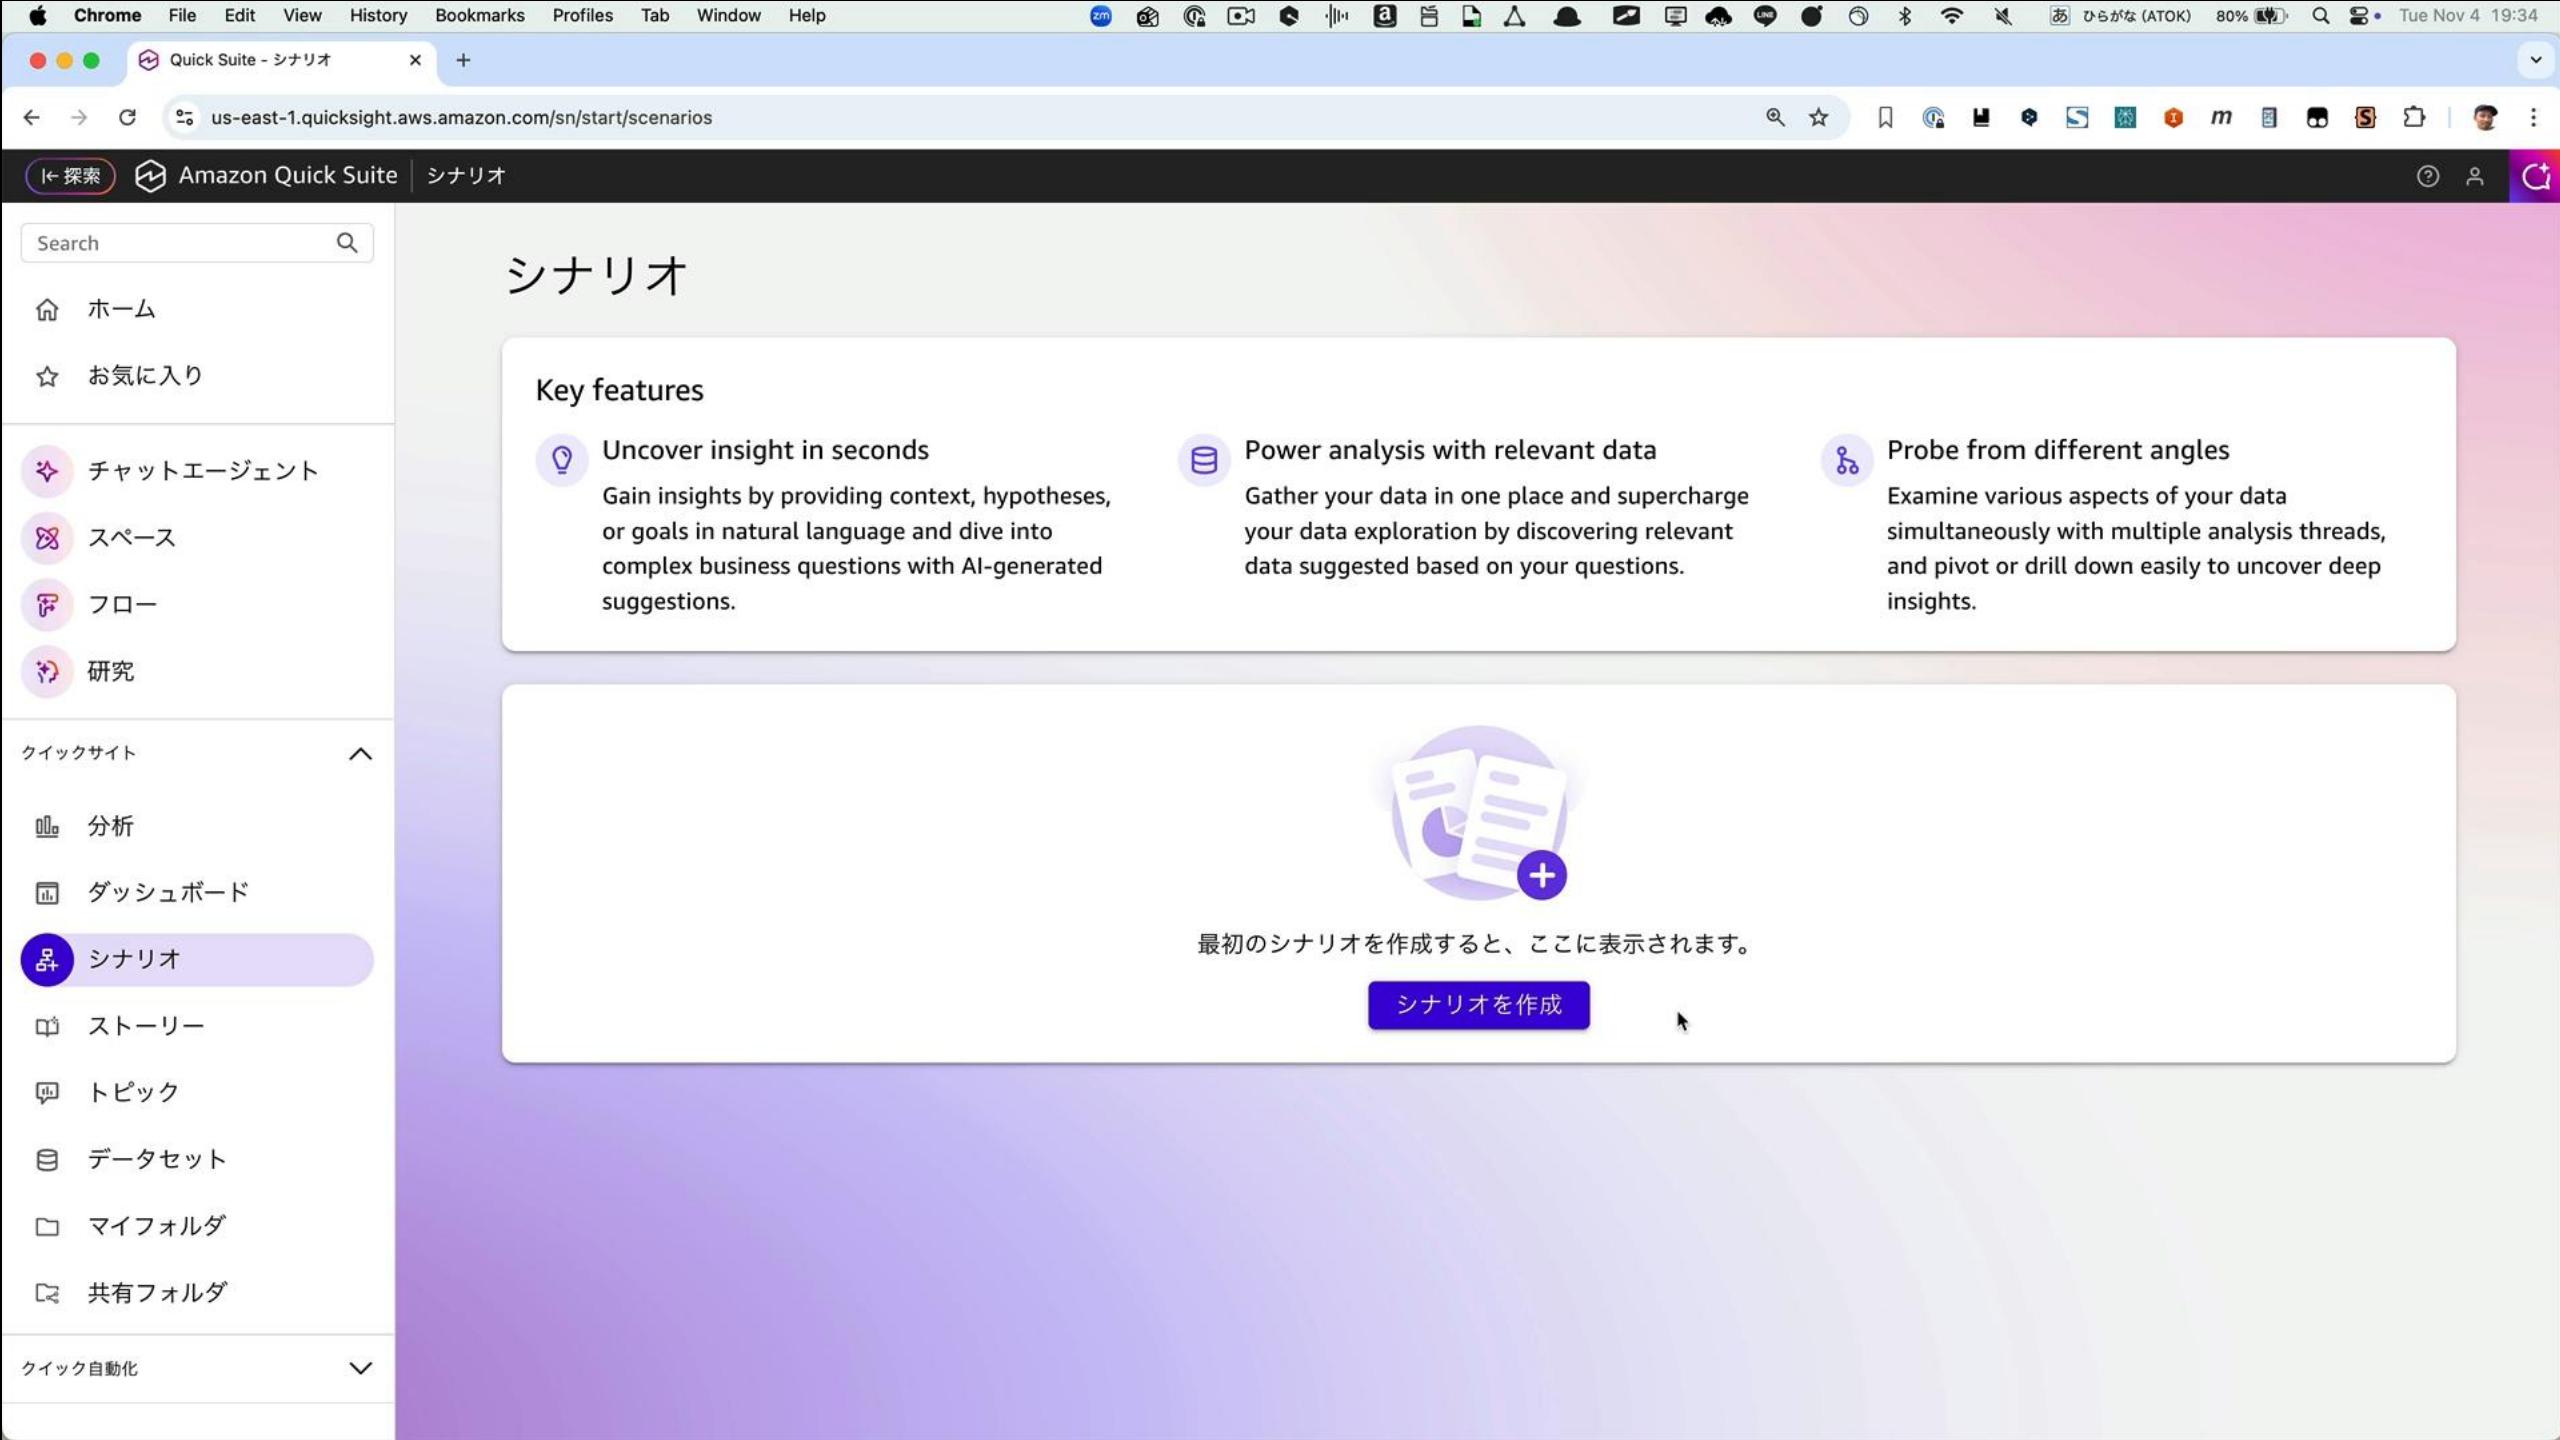 Chrome File Edit View History Bookmarks Profiles Tab Window Help
zm a LINE あ ひらがな (ATOK) 80% Tue Nov 4 19:34
Quick Suite - シナリオ
us-east-1.quicksight.aws.amazon.com/sn/start/scenarios
探索 Amazon Quick Suite シナリオ
Search
ホーム
お気に入り
チャットエージェント
スペース
フロー
研究
クイックサイト
分析
ダッシュボード
シナリオ
ストーリー
トピック
データセット
マイフォルダ
共有フォルダ
クイック自動化
シナリオ
Key features
Uncover insight in seconds
Gain insights by providing context, hypotheses,
or goals in natural language and dive into
complex business questions with AI-generated
suggestions.
Power analysis with relevant data
Gather your data in one place and supercharge
your data exploration by discovering relevant
data suggested based on your questions.
Probe from different angles
Examine various aspects of your data
simultaneously with multiple analysis threads,
and pivot or drill down easily to uncover deep
insights.
最初のシナリオを作成すると、ここに表示されます。
シナリオを作成